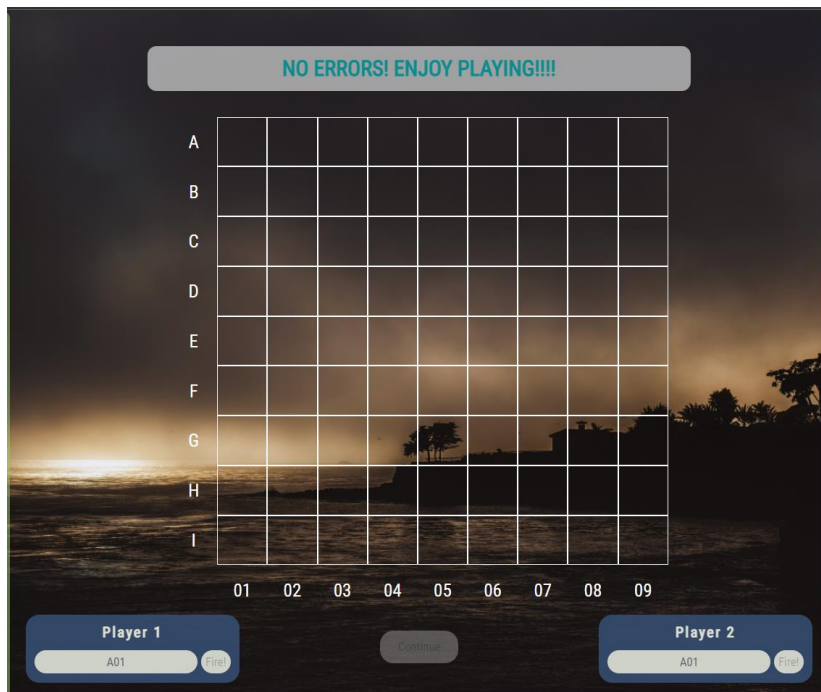 NO ERRORS! ENJOY PLAYING!!!!
A
B
C
D
E
F
G
H
I
01 02 03 04 05 06 07 08 09
Player 1
A01 Fire!
Continue
Player 2
A01 Fire!